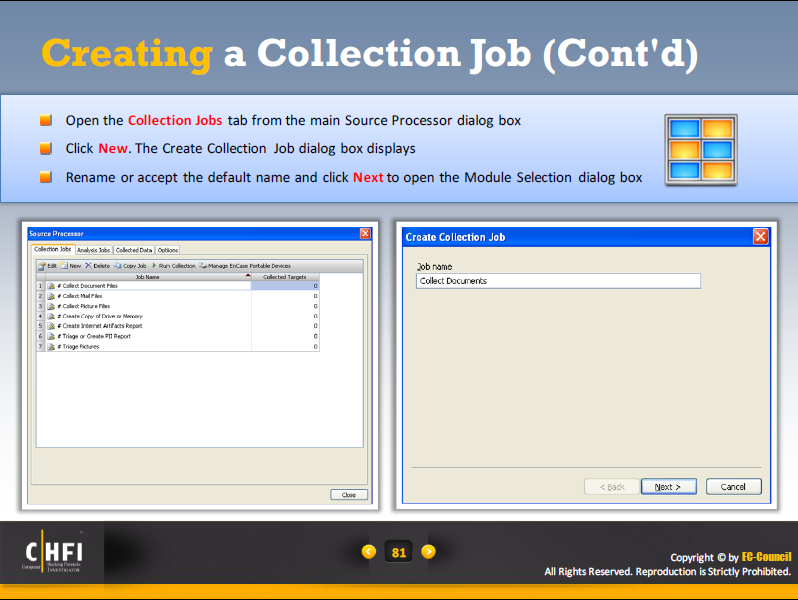 Creating a Collection Job (Cont'd)
Open the Collection Jobs tab from the main Source Processor dialog box
Click New. The Create Collection Job dialog box displays
Rename or accept the default name and click Next to open the Module Selection dialog box
Source Processor
Collection Jobs Analysis Jobs Collected Data Options
Edit New Delete Copy Job Run Collection Manage EnCase Portable Devices
Job Name Collected Targets
1 # Collect Document Files 0
2 # Collect Mail Files 0
3 # Collect Picture Files 0
4 # Create Copy of Drive or Memory 0
5 # Create Internet Artifacts Report 0
6 # Triage or Create PII Report 0
7 # Triage Pictures 0
Close
Create Collection Job
Job name
Collect Documents
< Back Next > Cancel
CHFI
Computer Hacking Forensic
INVESTIGATOR
81
Copyright © by EC-Council
All Rights Reserved. Reproduction is Strictly Prohibited.